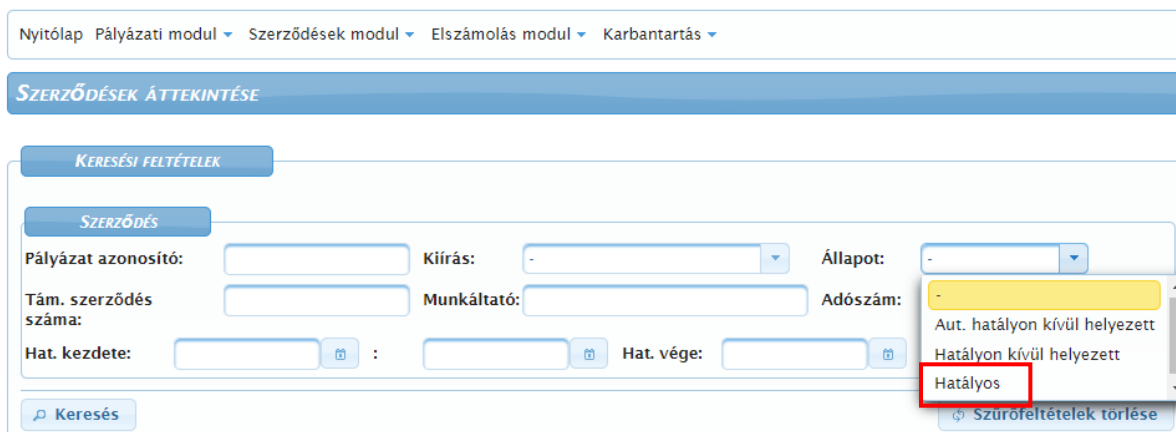 Nyitólap Pályázati modul Szerződések modul Elszámolás modul Karbantartás
Szerződések áttekintése
Keresési feltételek
Szerződés
Pályázat azonosító: Kiírás: - Állapot: -
Tám. szerződés száma: Munkáltató: Adószám:
-
Aut. hatályon kívül helyezett
Hatályon kívül helyezett
Hatályos
Hat. kezdete: : Hat. vége:
Keresés Szűrőfeltételek törlése